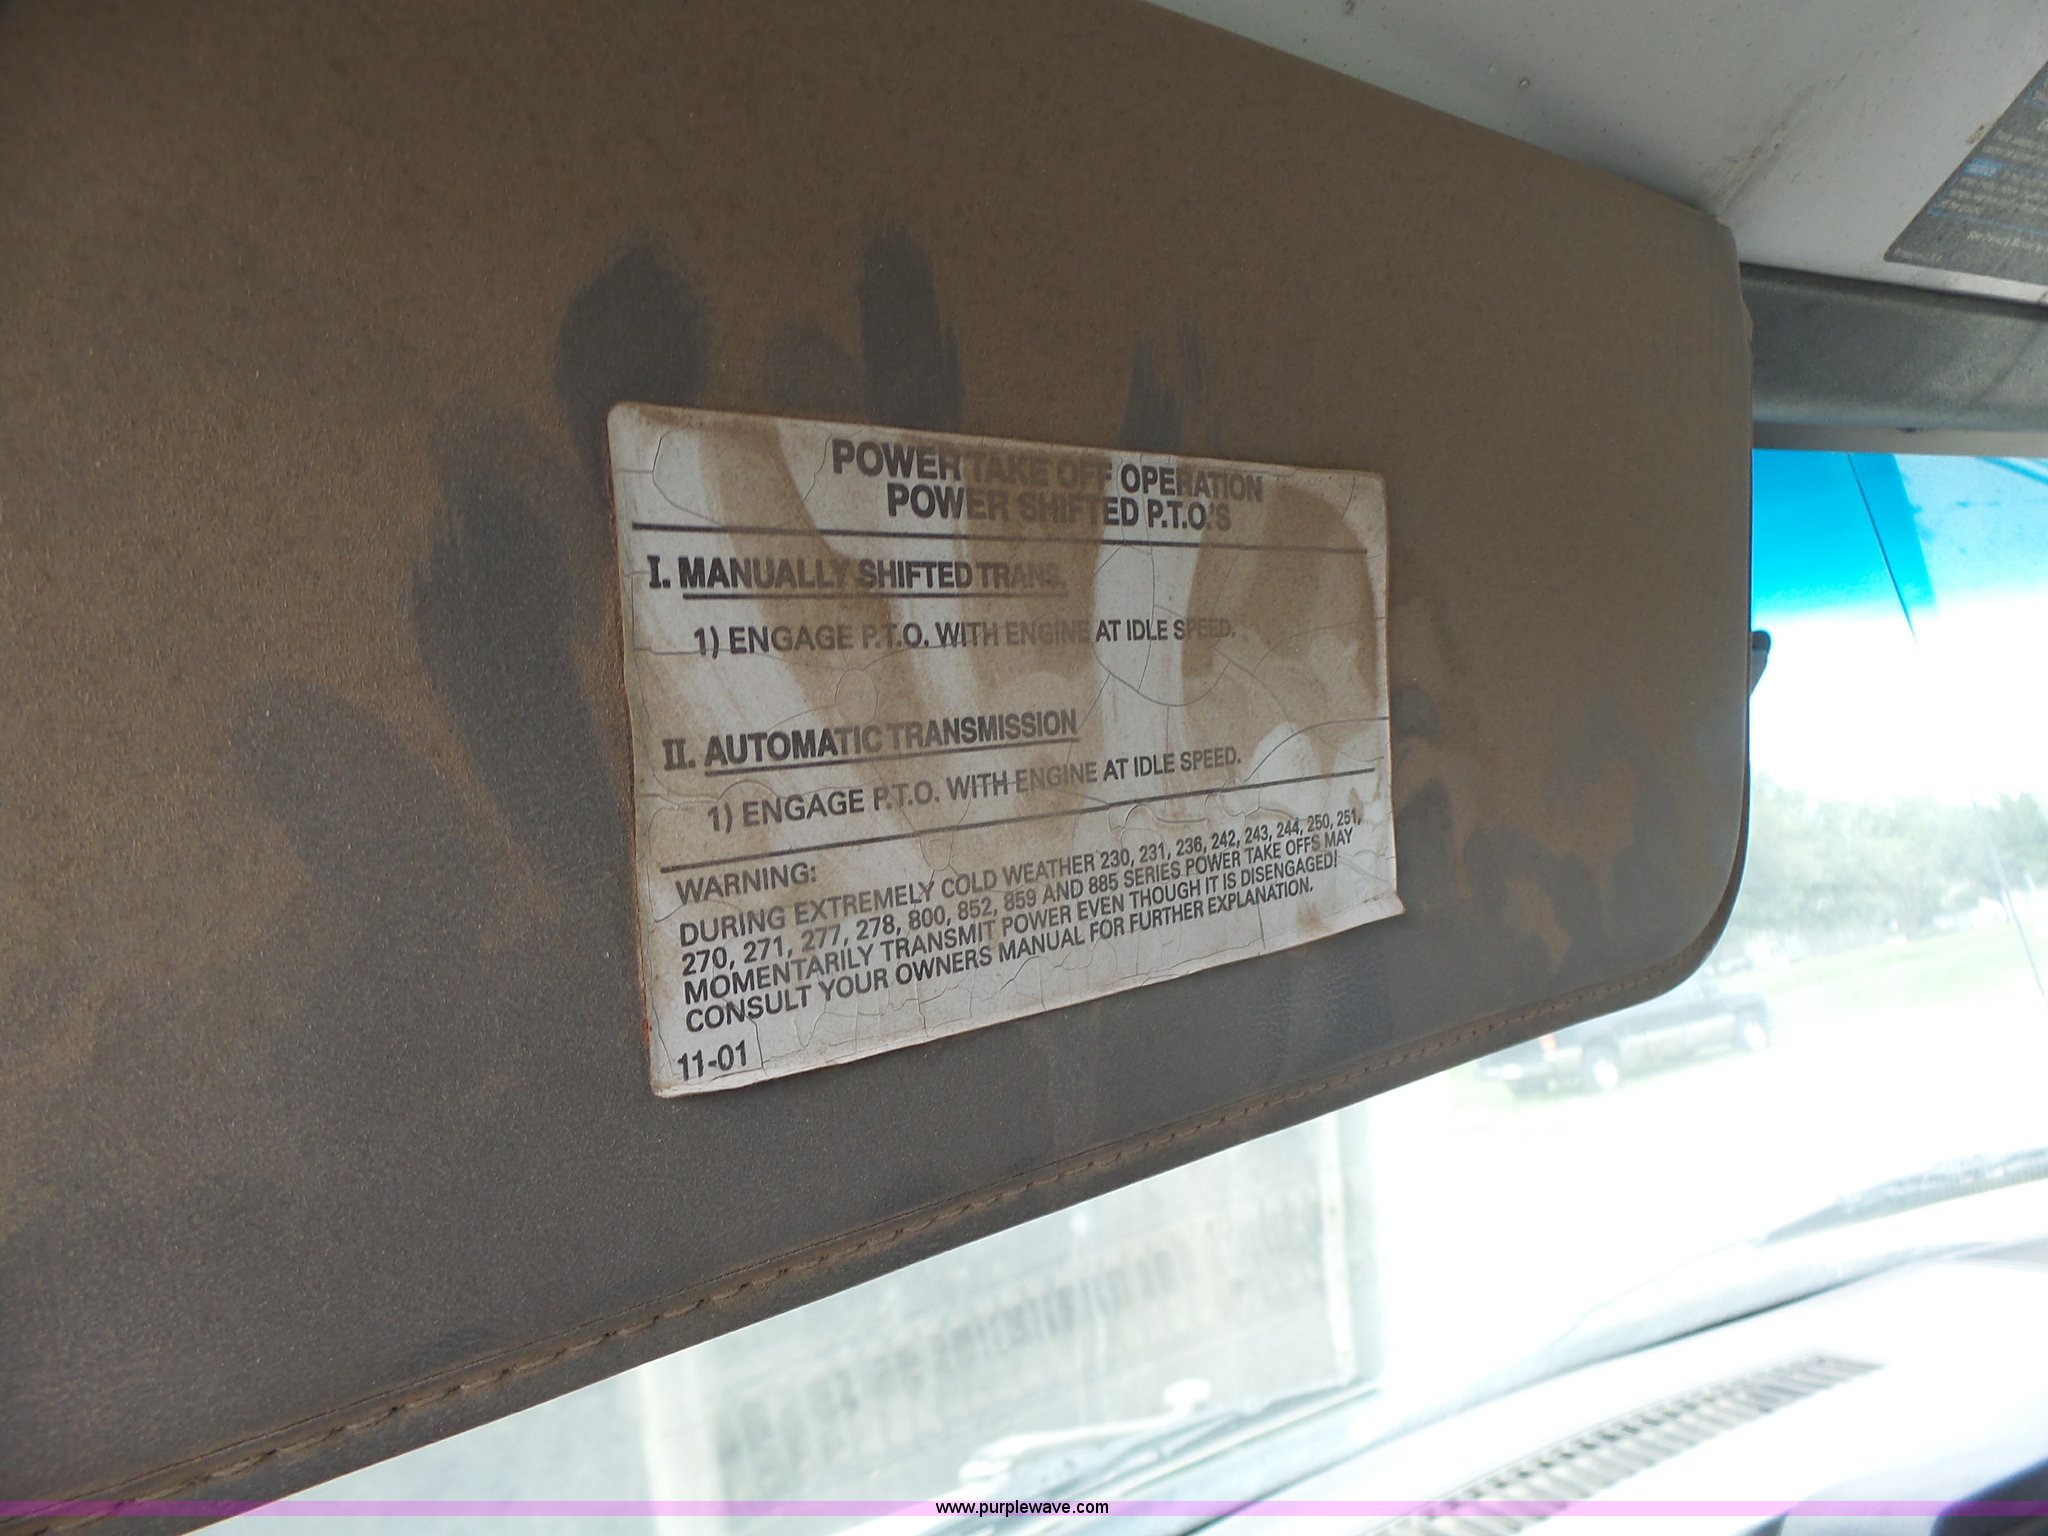 POWER TAKE OFF OPERATION
POWER SHIFTED P.T.O.'S
I. MANUALLY SHIFTED TRANS.
1) ENGAGE P.T.O. WITH ENGINE AT IDLE SPEED.
II. AUTOMATIC TRANSMISSION
1) ENGAGE P.T.O. WITH ENGINE AT IDLE SPEED.
WARNING:
DURING EXTREMELY COLD WEATHER 230, 231, 236, 242, 243, 244, 250, 251,
270, 271, 277, 278, 800, 852, 859 AND 885 SERIES POWER TAKE OFFS MAY
MOMENTARILY TRANSMIT POWER EVEN THOUGH IT IS DISENGAGED!
CONSULT YOUR OWNERS MANUAL FOR FURTHER EXPLANATION.
11-01
www.purplewave.com